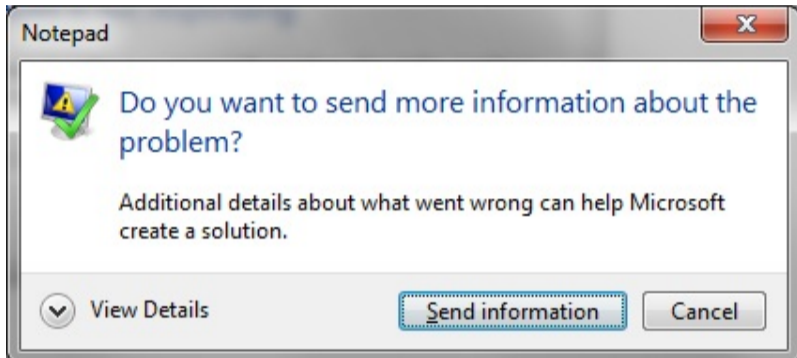 Notepad
Do you want to send more information about the
problem?
Additional details about what went wrong can help Microsoft
create a solution.
View Details
Send information
Cancel